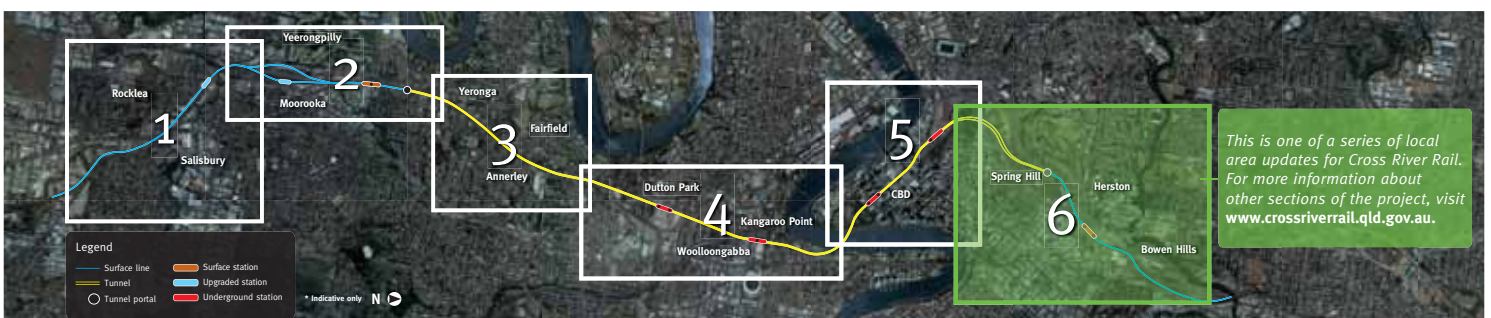 Rocklea
1
Salisbury
Yeerongpilly
2
Moorooka
Yeronga
Fairfield
3
Annerley
Dutton Park
4
Kangaroo Point
Woolloongabba
5
CBD
Spring Hill
Herston
6
Bowen Hills
This is one of a series of local
area updates for Cross River Rail.
For more information about
other sections of the project, visit
www.crossriverrail.qld.gov.au.
Legend
Surface line
Tunnel
Tunnel portal
Surface station
Upgraded station
Underground station
* Indicative only
N